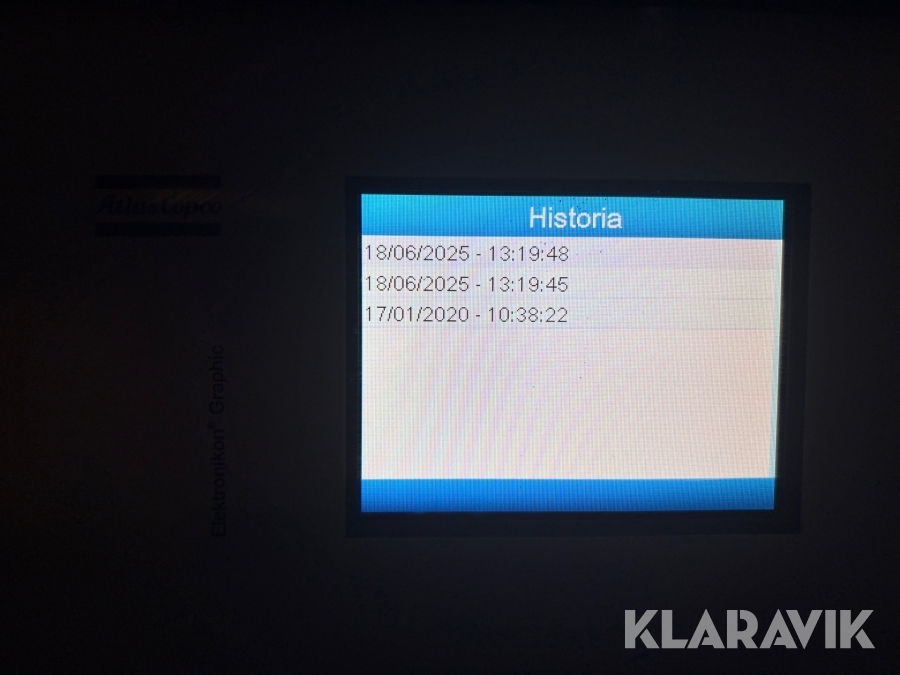 Atlas Copco
Historia
18/06/2025 - 13:19:48
18/06/2025 - 13:19:45
17/01/2020 - 10:38:22
Elektronikon® Graphic
KLARAVIK